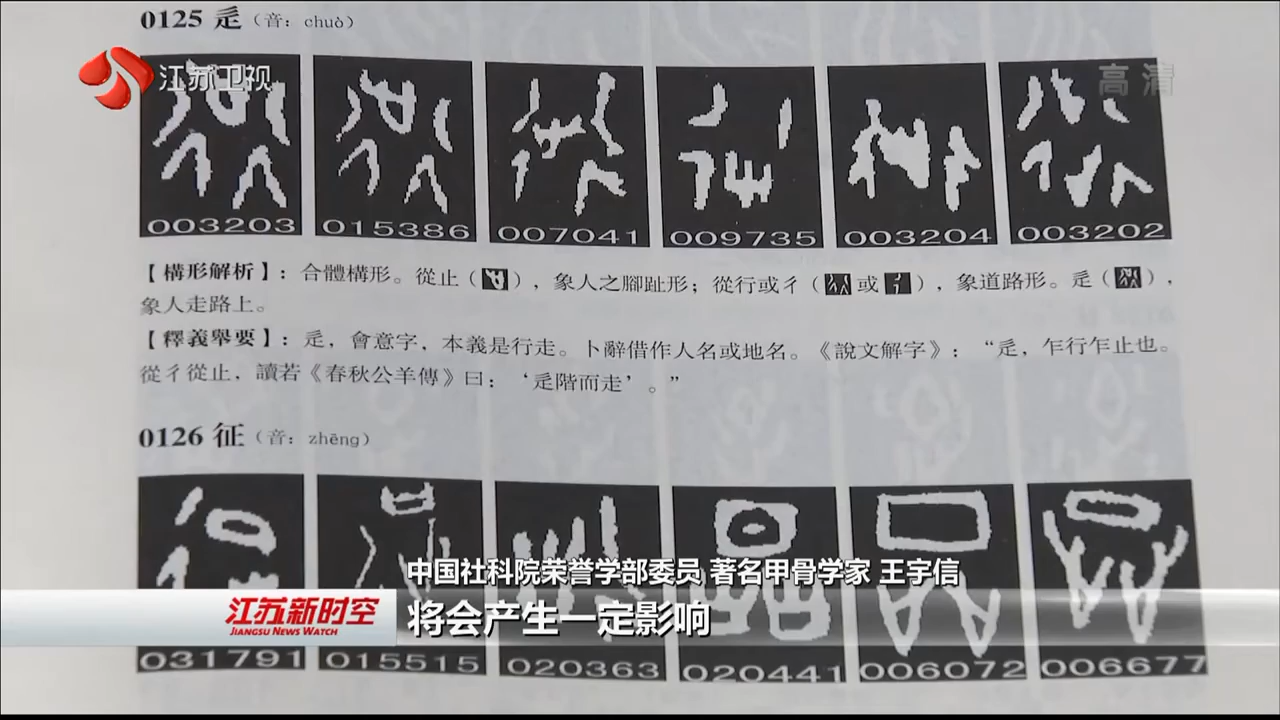 0125 辵（音：chuò）
江苏卫视
高清
003203 015386 007041 009735 003204 003202
【構形解析】：合體構形。從止（），象人之腳趾形；從行或彳（或），象道路形。辵（），
象人走路上。
【釋義舉要】：辵，會意字，本義是行走。卜辭借作人名或地名。《說文解字》：“辵，乍行乍止也。
從彳從止，讀若《春秋公羊傳》曰：‘辵階而走’。”
0126 征（音：zhēng）
中国社科院荣誉学部委员 著名甲骨学家 王宇信
江苏新时空
JIANGSU NEWS WATCH
将会产生一定影响
031791 015515 020363 020441 006072 006677